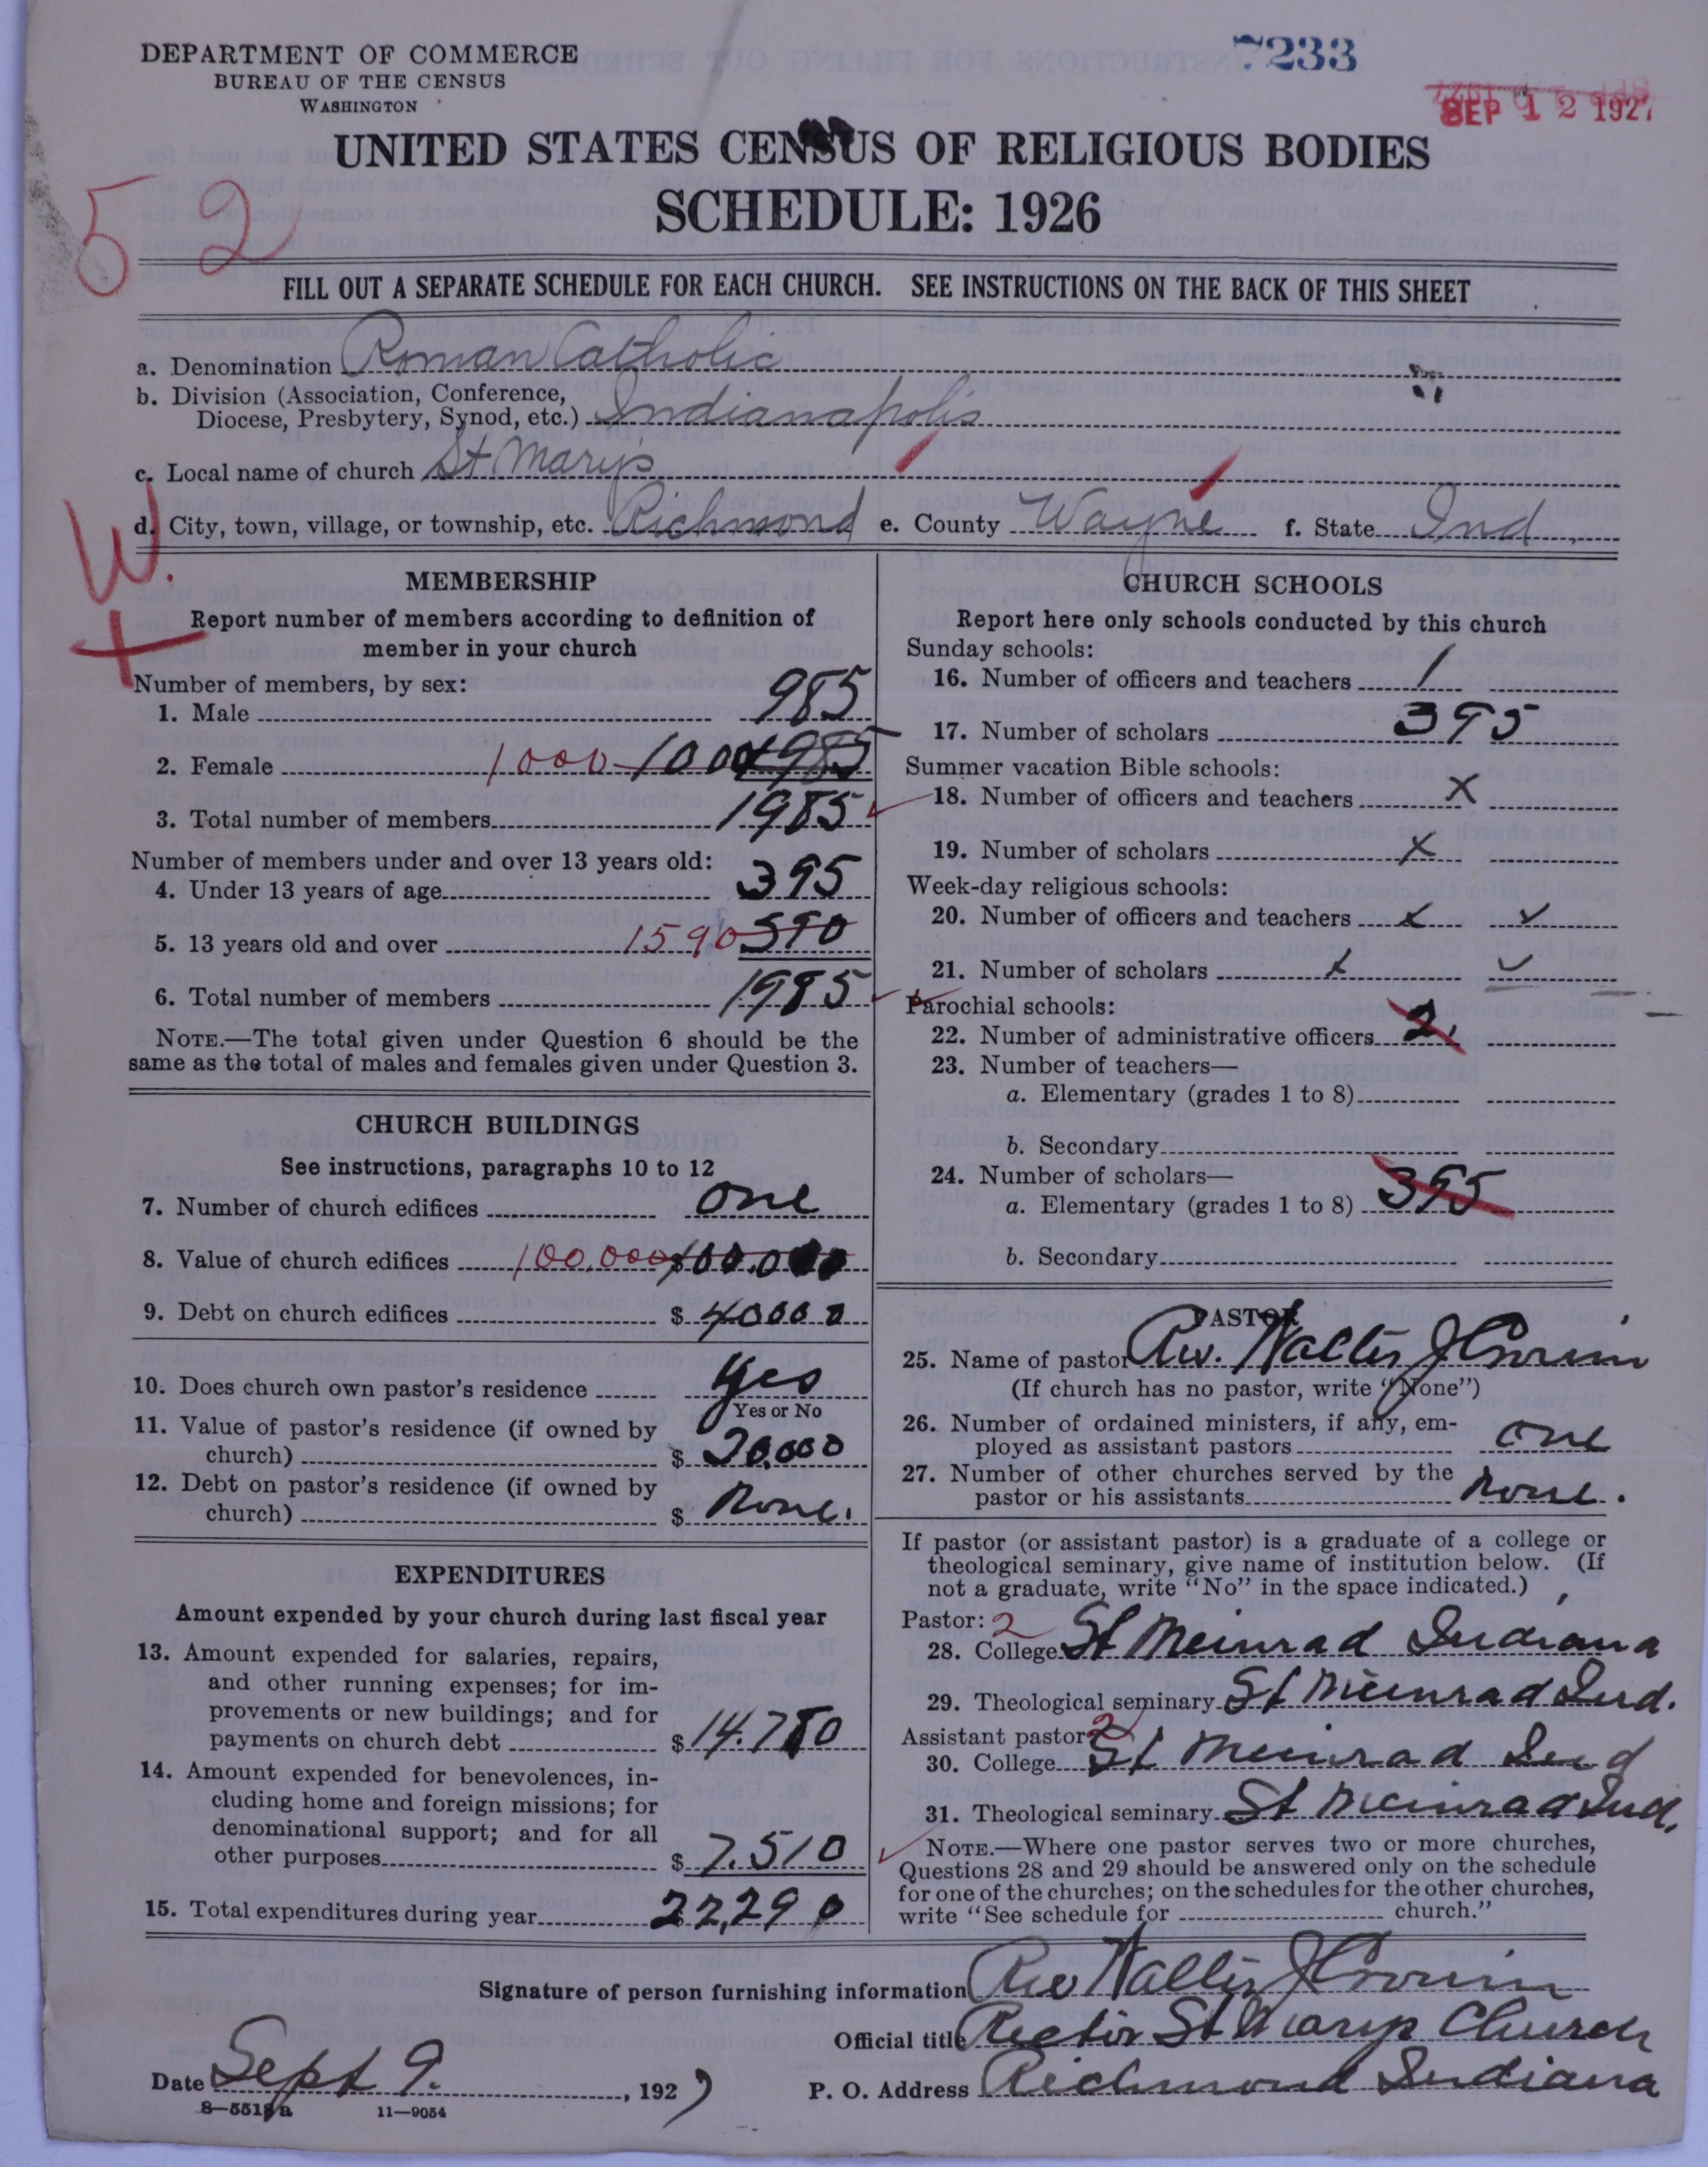 DEPARTMENT OF COMMERCE
BUREAU OF THE CENSUS
WASHINGTON
7233
SEP 12 1927
UNITED STATES CENSUS OF RELIGIOUS BODIES
SCHEDULE: 1926
52
FILL OUT A SEPARATE SCHEDULE FOR EACH CHURCH. SEE INSTRUCTIONS ON THE BACK OF THIS SHEET
a. Denomination Roman Catholic
b. Division (Association, Conference,
Diocese, Presbytery, Synod, etc.) Indianapolis
c. Local name of church St Marys
d. City, town, village, or township, etc. Richmond e. County Wayne f. State Ind.
W.
+
MEMBERSHIP
Report number of members according to definition of
member in your church
Number of members, by sex:
1. Male 985
2. Female 1000 1000 985
3. Total number of members 1985
Number of members under and over 13 years old:
4. Under 13 years of age 395
5. 13 years old and over 1590 590
6. Total number of members 1985
NOTE.—The total given under Question 6 should be the
same as the total of males and females given under Question 3.
CHURCH BUILDINGS
See instructions, paragraphs 10 to 12
7. Number of church edifices one
8. Value of church edifices 100,000 $100,000
9. Debt on church edifices $ 40000
10. Does church own pastor's residence Yes
Yes or No
11. Value of pastor's residence (if owned by
church) $ 20,000
12. Debt on pastor's residence (if owned by
church) $ None.
EXPENDITURES
Amount expended by your church during last fiscal year
13. Amount expended for salaries, repairs,
and other running expenses; for im-
provements or new buildings; and for
payments on church debt $ 14.780
14. Amount expended for benevolences, in-
cluding home and foreign missions; for
denominational support; and for all
other purposes $ 7.510
15. Total expenditures during year 22,290
CHURCH SCHOOLS
Report here only schools conducted by this church
Sunday schools:
16. Number of officers and teachers 1
17. Number of scholars 395
Summer vacation Bible schools:
18. Number of officers and teachers x
19. Number of scholars x
Week-day religious schools:
20. Number of officers and teachers x ✓
21. Number of scholars x ✓
Parochial schools:
22. Number of administrative officers 2
23. Number of teachers—
a. Elementary (grades 1 to 8)
b. Secondary
24. Number of scholars—
a. Elementary (grades 1 to 8) 395
b. Secondary
PASTOR
25. Name of pastor Rev. Walter J Cronin
(If church has no pastor, write "None")
26. Number of ordained ministers, if any, em-
ployed as assistant pastors one
27. Number of other churches served by the
pastor or his assistants none.
If pastor (or assistant pastor) is a graduate of a college or
theological seminary, give name of institution below. (If
not a graduate, write "No" in the space indicated.)
Pastor: 2
28. College St Meinrad Indiana
29. Theological seminary St Meinrad Ind.
Assistant pastor 2
30. College St Meinrad Ind
31. Theological seminary St Meinrad Ind.
NOTE.—Where one pastor serves two or more churches,
Questions 28 and 29 should be answered only on the schedule
for one of the churches; on the schedules for the other churches,
write "See schedule for church."
Signature of person furnishing information Rev Walter J Cronin
Official title Rector St Marys Church
Date Sept 9. , 1927 P. O. Address Richmond Indiana
8—5518a 11—9054